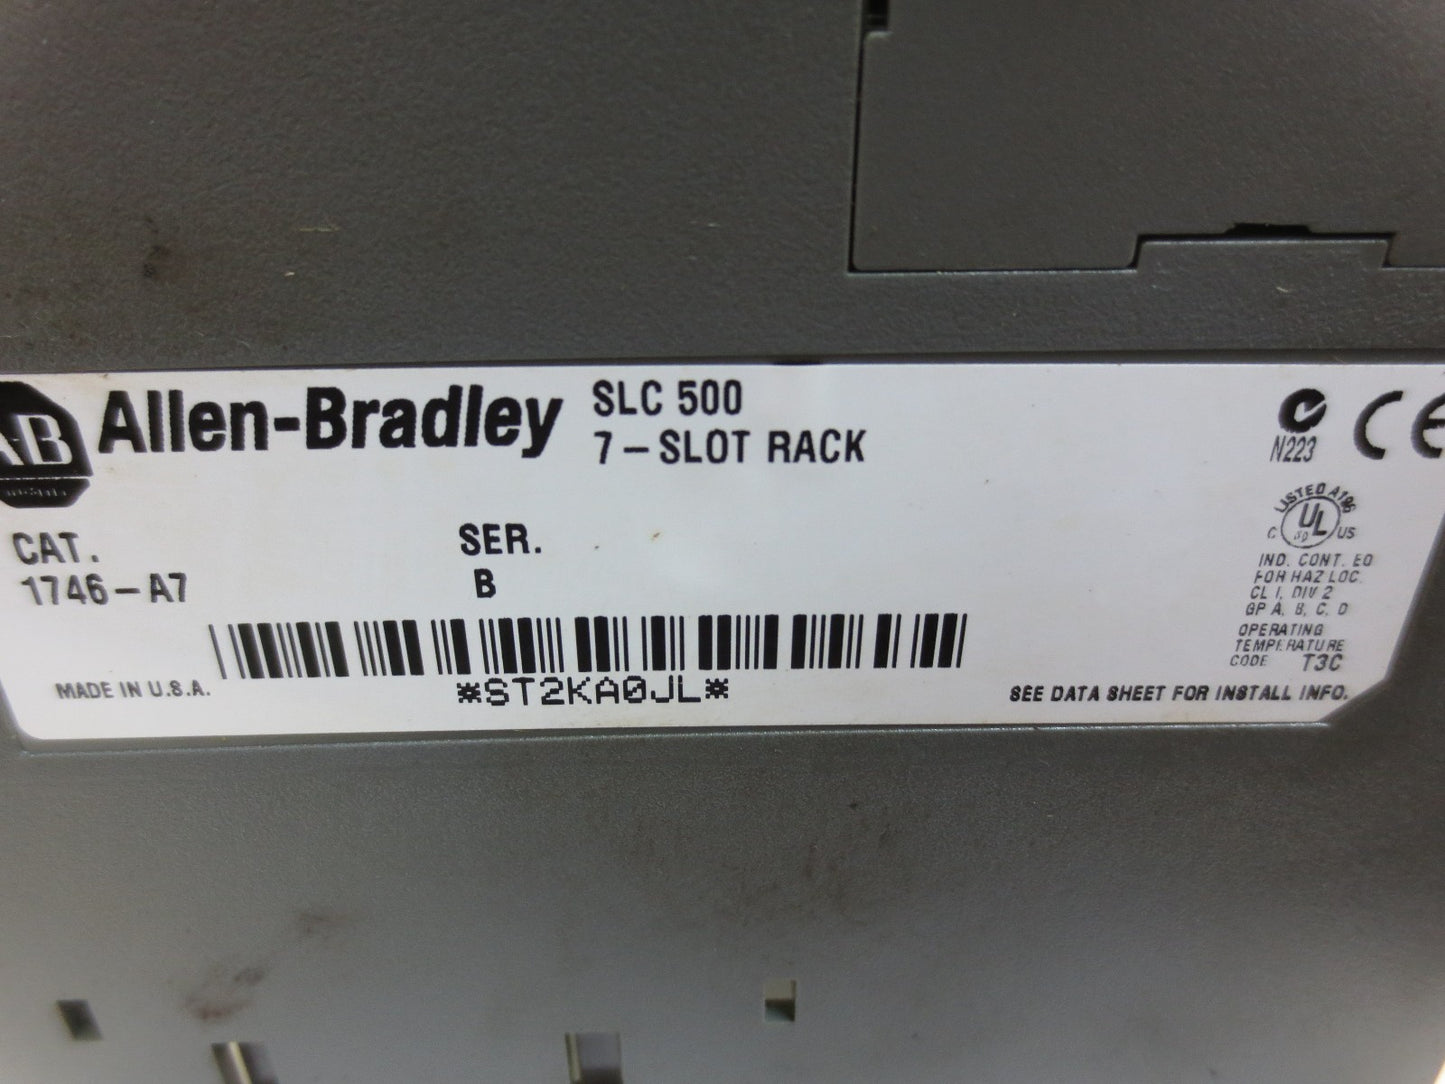 AB Allen-Bradley SLC 500
7-SLOT RACK
N223 CE
CAT. SER.
1746-A7 B
LISTED A196
C UL US
IND. CONT. EQ
FOR HAZ LOC.
CL I, DIV 2
GP A, B, C, D
OPERATING
TEMPERATURE
CODE T3C
MADE IN U.S.A. *ST2KA0JL* SEE DATA SHEET FOR INSTALL INFO.